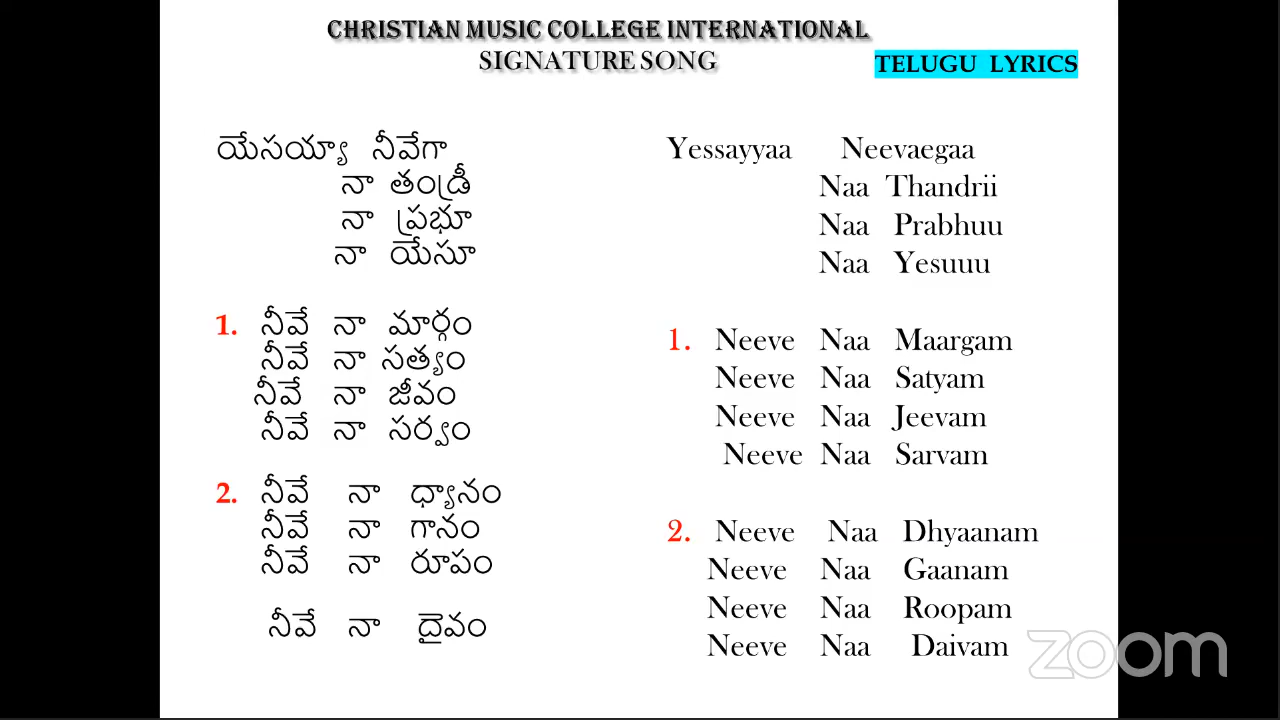 CHRISTIAN MUSIC COLLEGE INTERNATIONAL
SIGNATURE SONG
TELUGU LYRICS
యేసయ్యా నీవేగా
నా తండ్రీ
నా ప్రభూ
నా యేసూ
1. నీవే నా మార్గం
నీవే నా సత్యం
నీవే నా జీవం
నీవే నా సర్వం
2. నీవే నా ధ్యానం
నీవే నా గానం
నీవే నా రూపం
నీవే నా దైవం
Yessayyaa Neevaegaa
Naa Thandrii
Naa Prabhuu
Naa Yesuuu
1. Neeve Naa Maargam
Neeve Naa Satyam
Neeve Naa Jeevam
Neeve Naa Sarvam
2. Neeve Naa Dhyaanam
Neeve Naa Gaanam
Neeve Naa Roopam
Neeve Naa Daivam
zoom